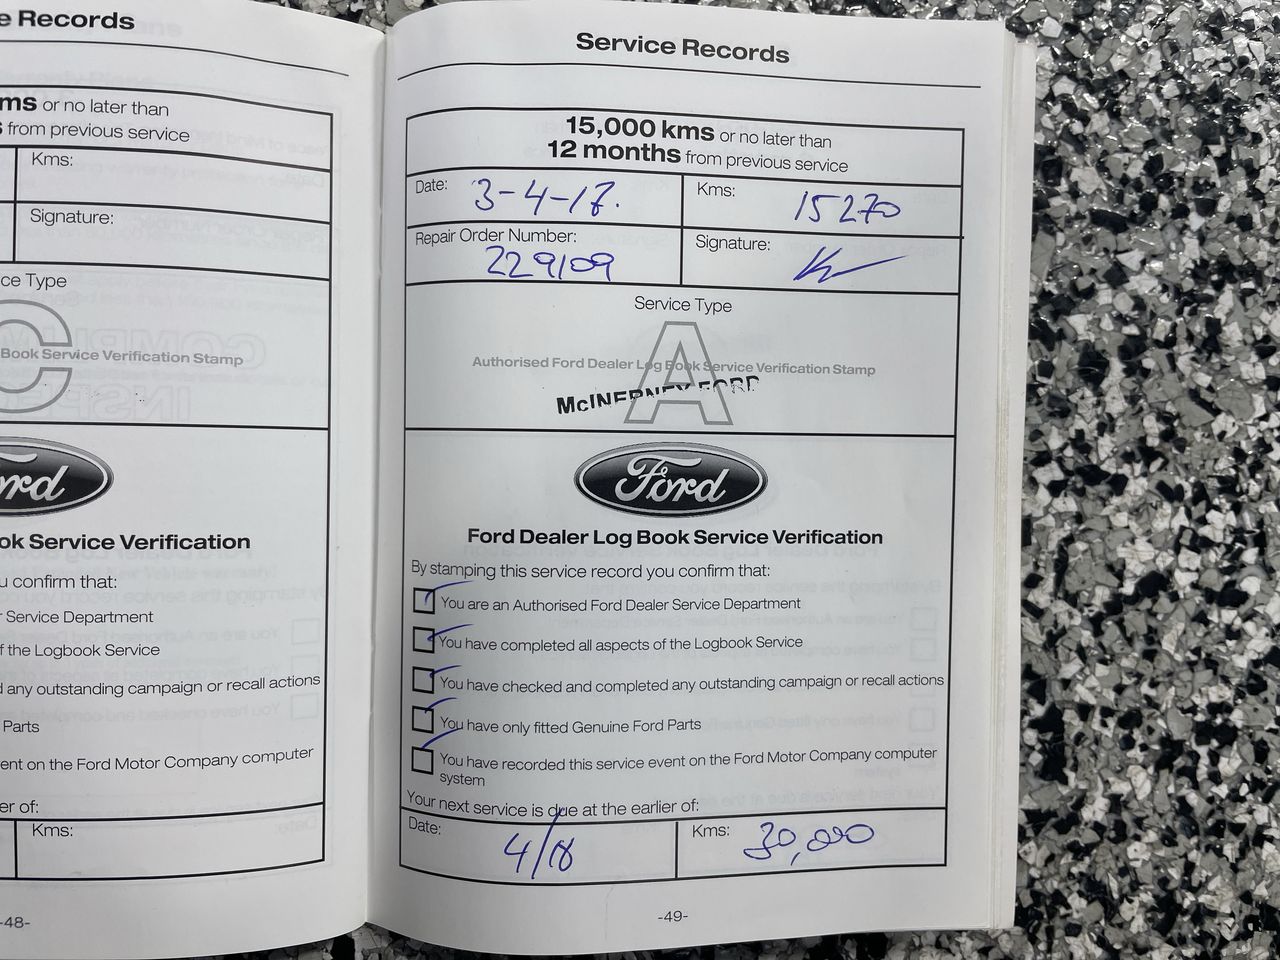 e Records
ms or no later than
s from previous service
Kms:
Signature:
ce Type
C
Book Service Verification Stamp
ord
ok Service Verification
u confirm that:
r Service Department
f the Logbook Service
d any outstanding campaign or recall actions
Parts
ent on the Ford Motor Company computer
er of:
Kms:
-48-
Service Records
15,000 kms or no later than
12 months from previous service
Date: 3-4-17. Kms: 15270
Repair Order Number: 229109 Signature:
Service Type
A
Authorised Ford Dealer Log Book Service Verification Stamp
McINERNEY FORD
Ford
Ford Dealer Log Book Service Verification
By stamping this service record you confirm that:
You are an Authorised Ford Dealer Service Department
You have completed all aspects of the Logbook Service
You have checked and completed any outstanding campaign or recall actions
You have only fitted Genuine Ford Parts
You have recorded this service event on the Ford Motor Company computer
system
Your next service is due at the earlier of:
Date: 4/18 Kms: 30,000
-49-